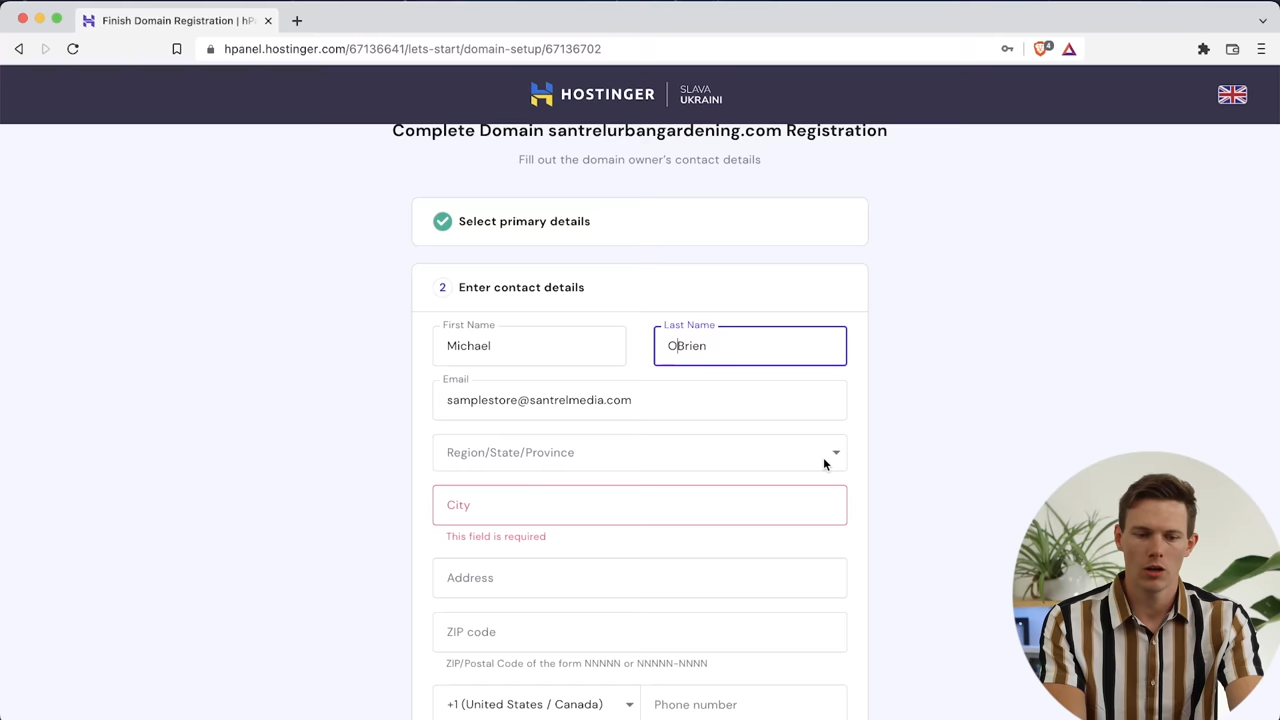 Finish Domain Registration | hP
hpanel.hostinger.com/67136641/lets-start/domain-setup/67136702
4
HOSTINGER
SLAVA
UKRAINI
Complete Domain santrelurbangardening.com Registration
Fill out the domain owner's contact details
Select primary details
2 Enter contact details
First Name
Michael
Last Name
OBrien
Email
samplestore@santrelmedia.com
Region/State/Province
City
This field is required
Address
ZIP code
ZIP/Postal Code of the form NNNNN or NNNNN-NNNN
+1 (United States / Canada)
Phone number